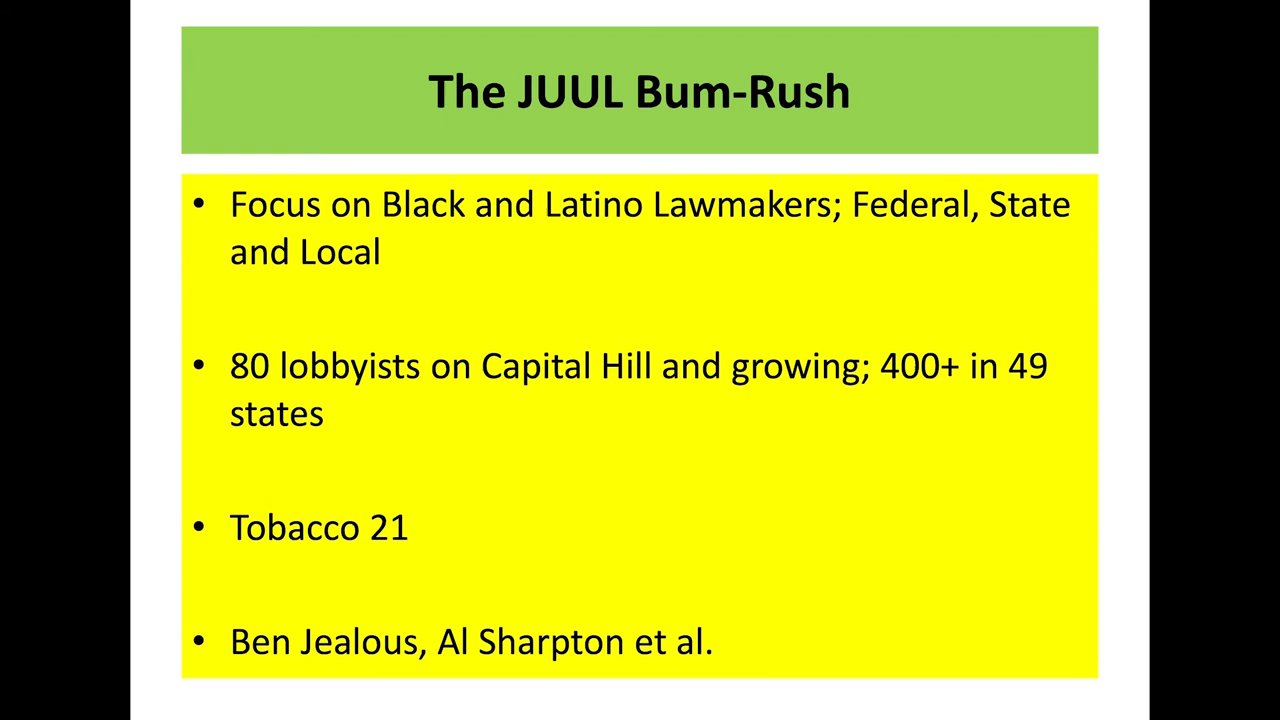 The JUUL Bum-Rush
• Focus on Black and Latino Lawmakers; Federal, State
and Local
• 80 lobbyists on Capital Hill and growing; 400+ in 49
states
• Tobacco 21
• Ben Jealous, Al Sharpton et al.